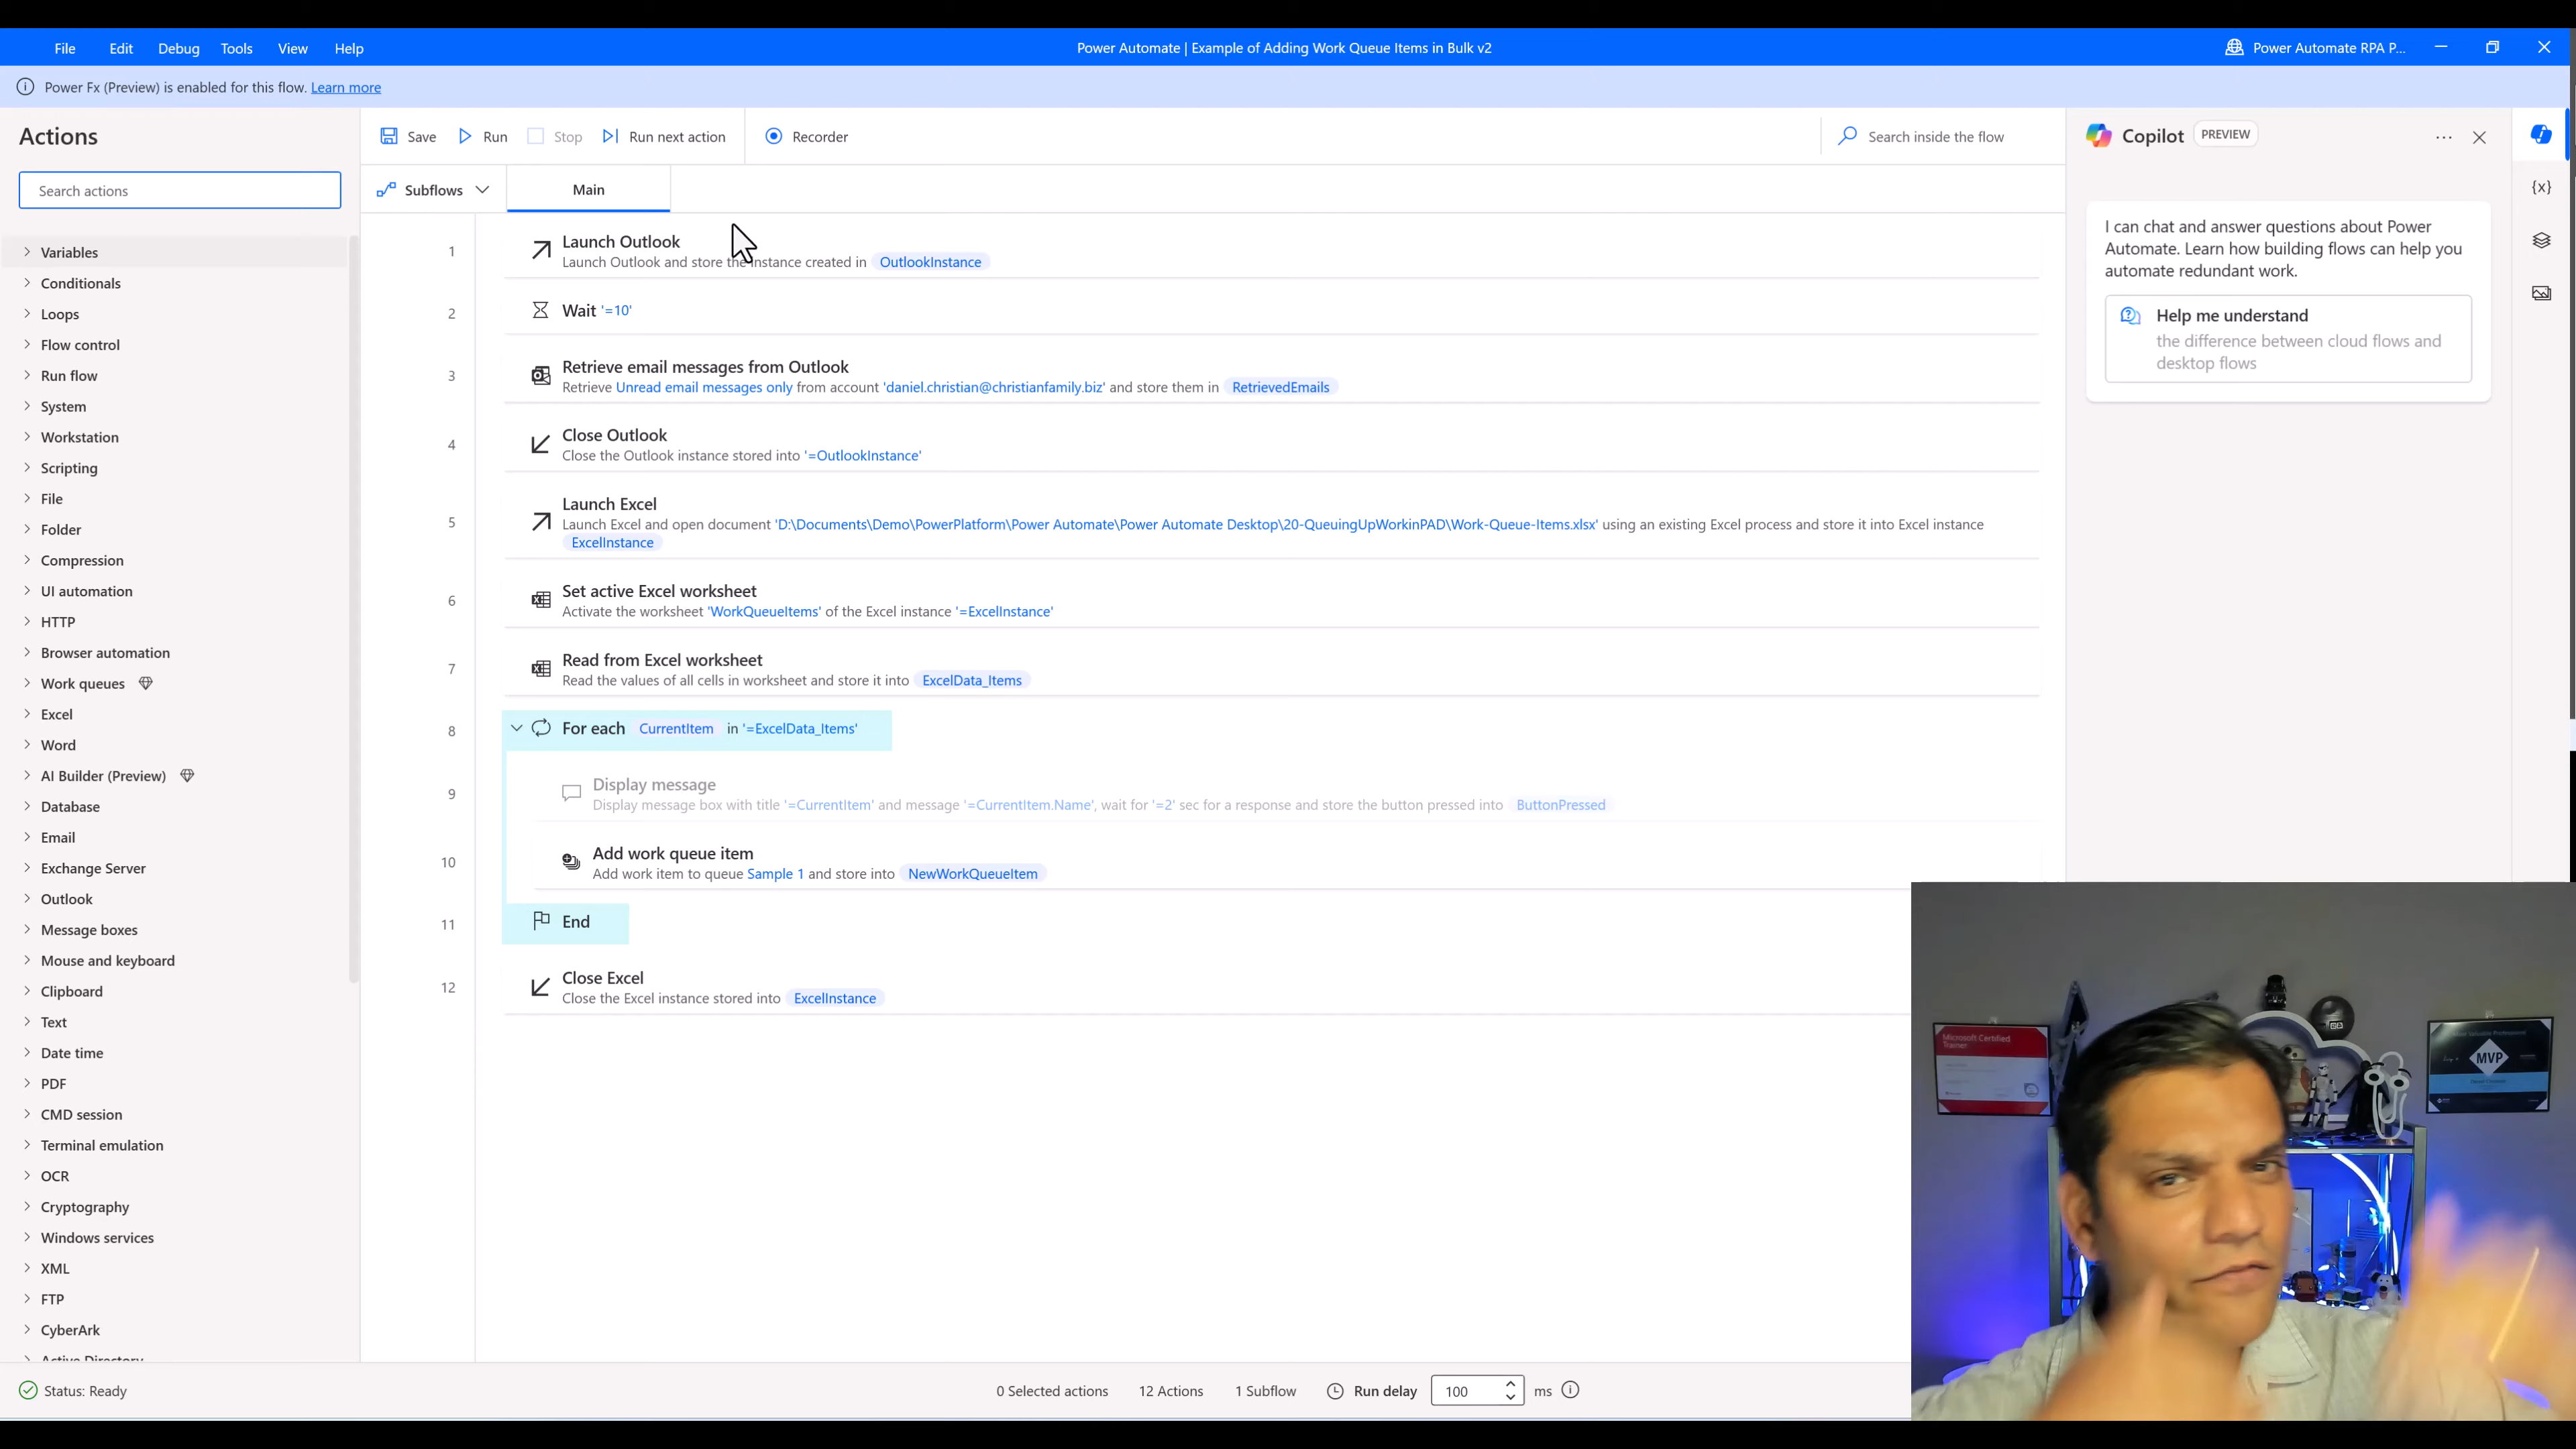 File Edit Debug Tools View Help
Power Automate | Example of Adding Work Queue Items in Bulk v2
Power Automate RPA P...
Power Fx (Preview) is enabled for this flow. Learn more
Actions
Search actions
Variables
Conditionals
Loops
Flow control
Run flow
System
Workstation
Scripting
File
Folder
Compression
UI automation
HTTP
Browser automation
Work queues
Excel
Word
AI Builder (Preview)
Database
Email
Exchange Server
Outlook
Message boxes
Mouse and keyboard
Clipboard
Text
Date time
PDF
CMD session
Terminal emulation
OCR
Cryptography
Windows services
XML
FTP
CyberArk
Active Directory
Save Run Stop Run next action Recorder
Search inside the flow
Subflows Main
1 Launch Outlook
Launch Outlook and store the instance created in OutlookInstance
2 Wait '=10'
3 Retrieve email messages from Outlook
Retrieve Unread email messages only from account 'daniel.christian@christianfamily.biz' and store them in RetrievedEmails
4 Close Outlook
Close the Outlook instance stored into '=OutlookInstance'
5 Launch Excel
Launch Excel and open document 'D:\Documents\Demo\PowerPlatform\Power Automate\Power Automate Desktop\20-QueuingUpWorkinPAD\Work-Queue-Items.xlsx' using an existing Excel process and store it into Excel instance
ExcelInstance
6 Set active Excel worksheet
Activate the worksheet 'WorkQueueItems' of the Excel instance '=ExcelInstance'
7 Read from Excel worksheet
Read the values of all cells in worksheet and store it into ExcelData_Items
8 For each CurrentItem in '=ExcelData_Items'
9 Display message
Display message box with title '=CurrentItem' and message '=CurrentItem.Name', wait for '=2' sec for a response and store the button pressed into ButtonPressed
10 Add work queue item
Add work item to queue Sample 1 and store into NewWorkQueueItem
11 End
12 Close Excel
Close the Excel instance stored into ExcelInstance
Copilot PREVIEW
I can chat and answer questions about Power
Automate. Learn how building flows can help you
automate redundant work.
Help me understand
the difference between cloud flows and
desktop flows
{x}
Microsoft Certified
Trainer
MVP
Status: Ready
0 Selected actions 12 Actions 1 Subflow Run delay 100 ms